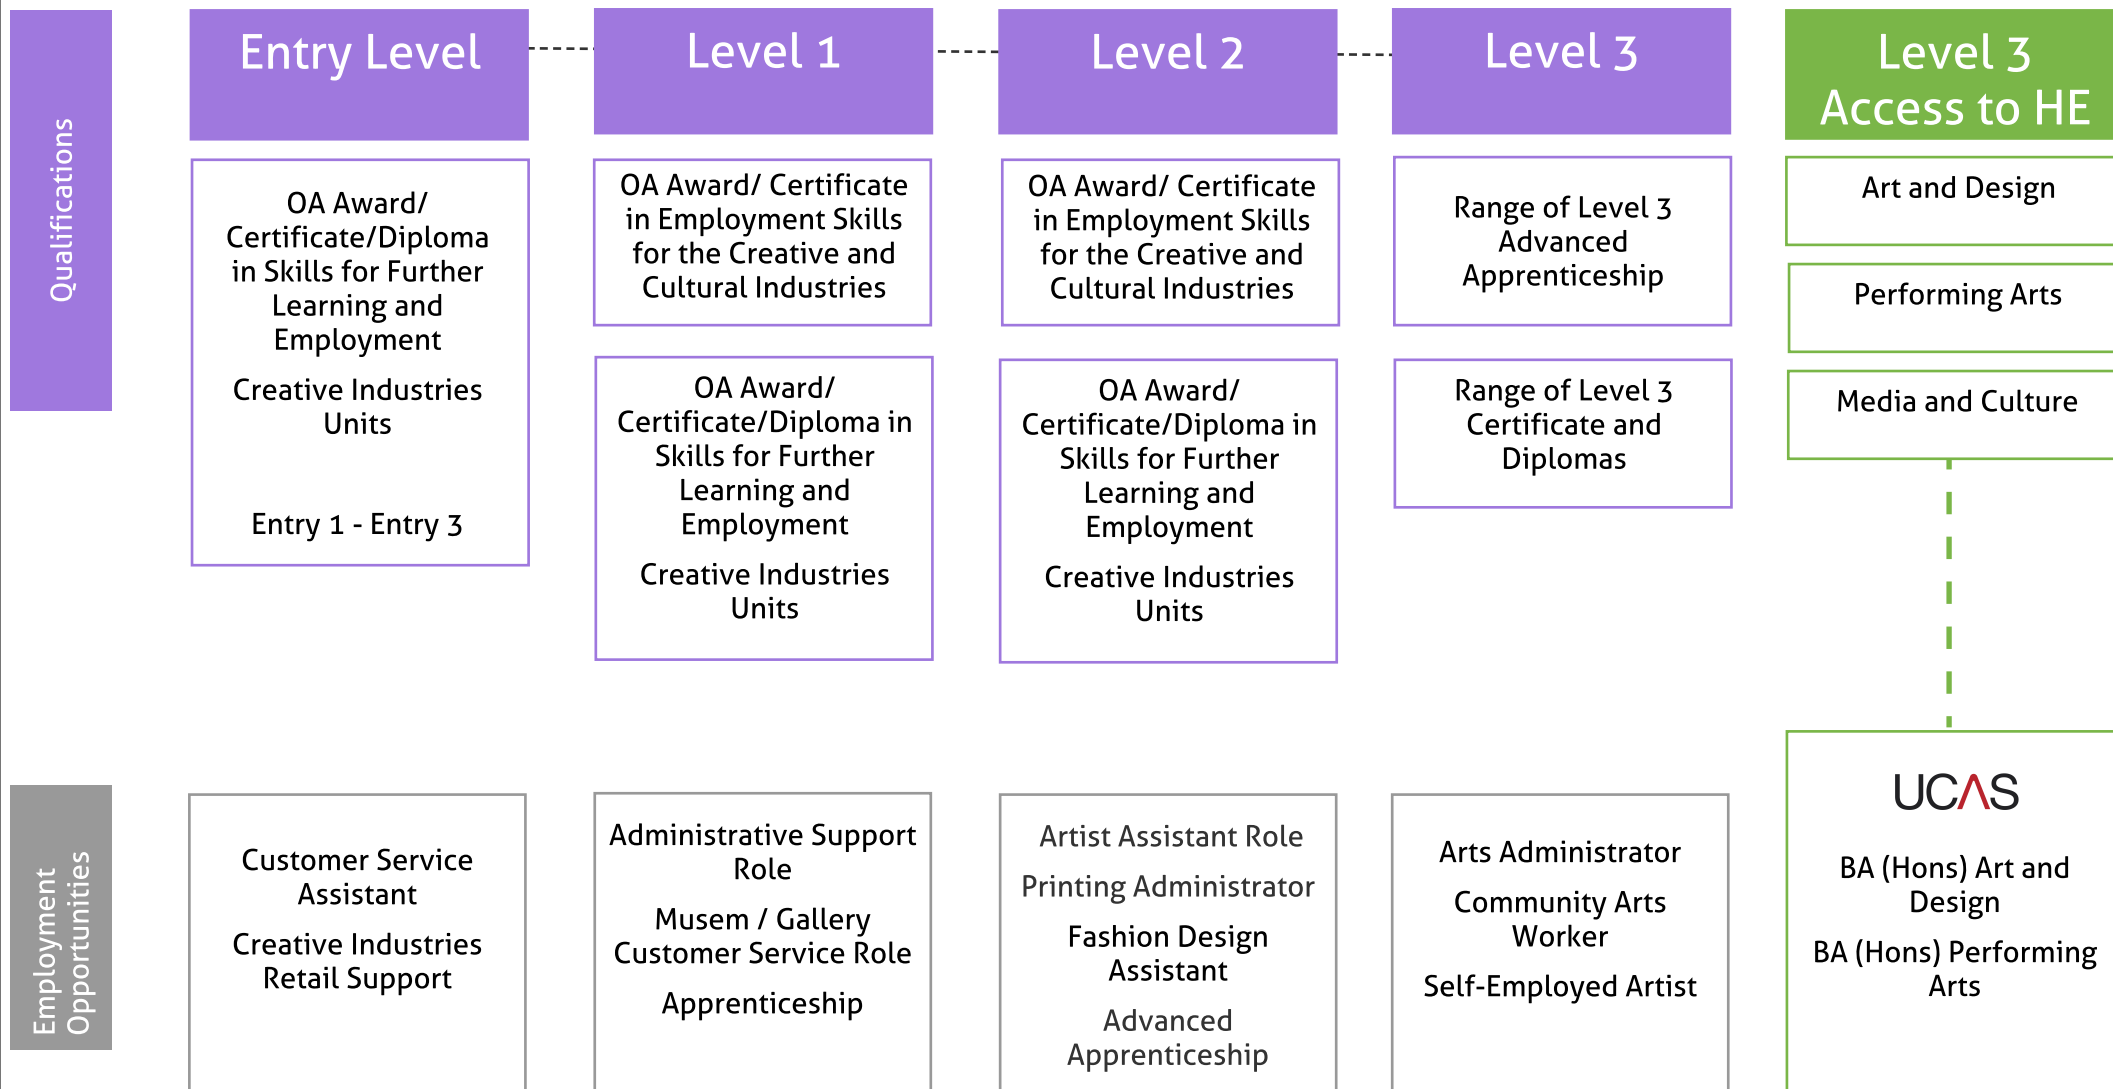 Qualifications
Entry Level
Level 1
Level 2
Level 3
Level 3
Access to HE
OA Award/
Certificate/Diploma
in Skills for Further
Learning and
Employment
Creative Industries
Units
Entry 1 - Entry 3
OA Award/ Certificate
in Employment Skills
for the Creative and
Cultural Industries
OA Award/
Certificate/Diploma in
Skills for Further
Learning and
Employment
Creative Industries
Units
OA Award/ Certificate
in Employment Skills
for the Creative and
Cultural Industries
OA Award/
Certificate/Diploma in
Skills for Further
Learning and
Employment
Creative Industries
Units
Range of Level 3
Advanced
Apprenticeship
Range of Level 3
Certificate and
Diplomas
Art and Design
Performing Arts
Media and Culture
Employment
Opportunities
Customer Service
Assistant
Creative Industries
Retail Support
Administrative Support
Role
Musem / Gallery
Customer Service Role
Apprenticeship
Artist Assistant Role
Printing Administrator
Fashion Design
Assistant
Advanced
Apprenticeship
Arts Administrator
Community Arts
Worker
Self-Employed Artist
UCAS
BA (Hons) Art and
Design
BA (Hons) Performing
Arts